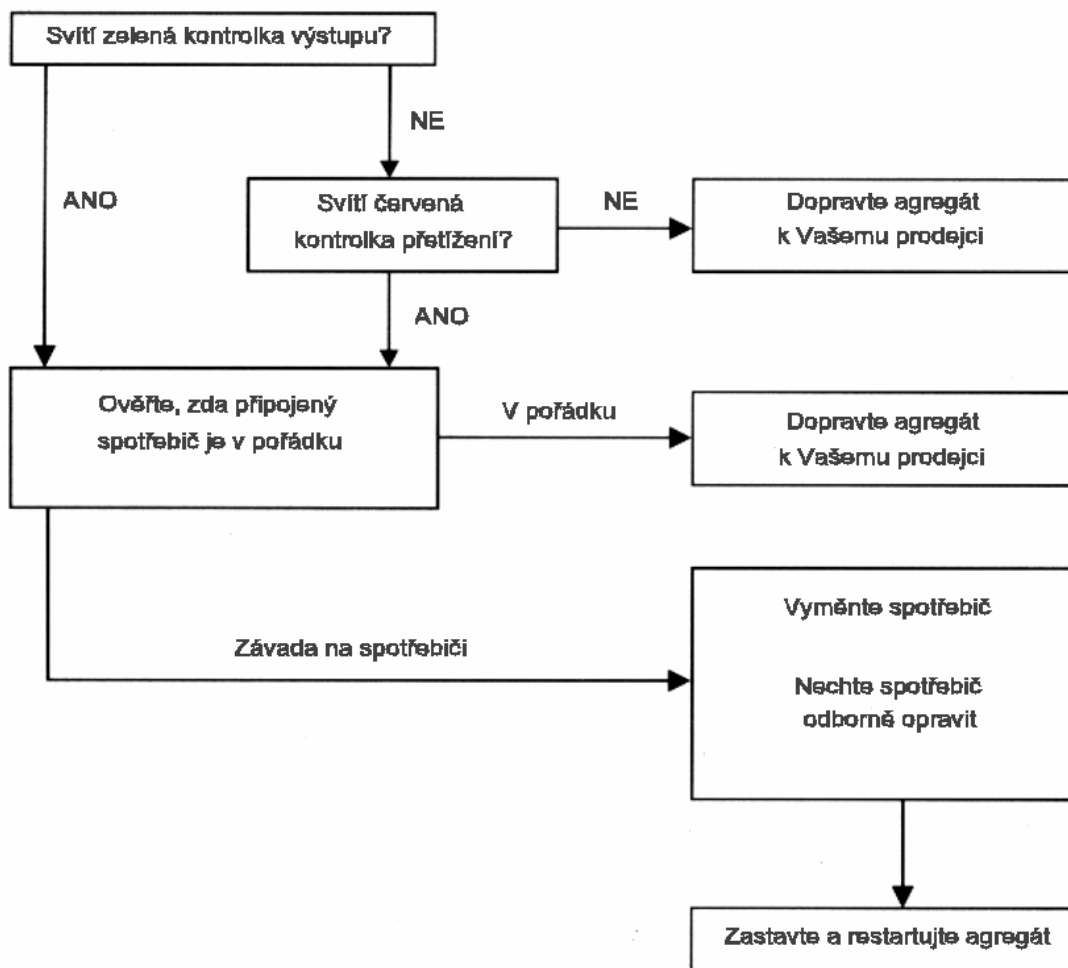 Svítí zelená kontrolka výstupu?
NE
ANO
Svítí červená
kontrolka přetížení?
NE
Dopravte agregát
k Vašemu prodejci
ANO
Ověřte, zda připojený
spotřebič je v pořádku
V pořádku
Dopravte agregát
k Vašemu prodejci
Závada na spotřebiči
Vyměnte spotřebič
Nechte spotřebič
odborně opravit
Zastavte a restartujte agregát